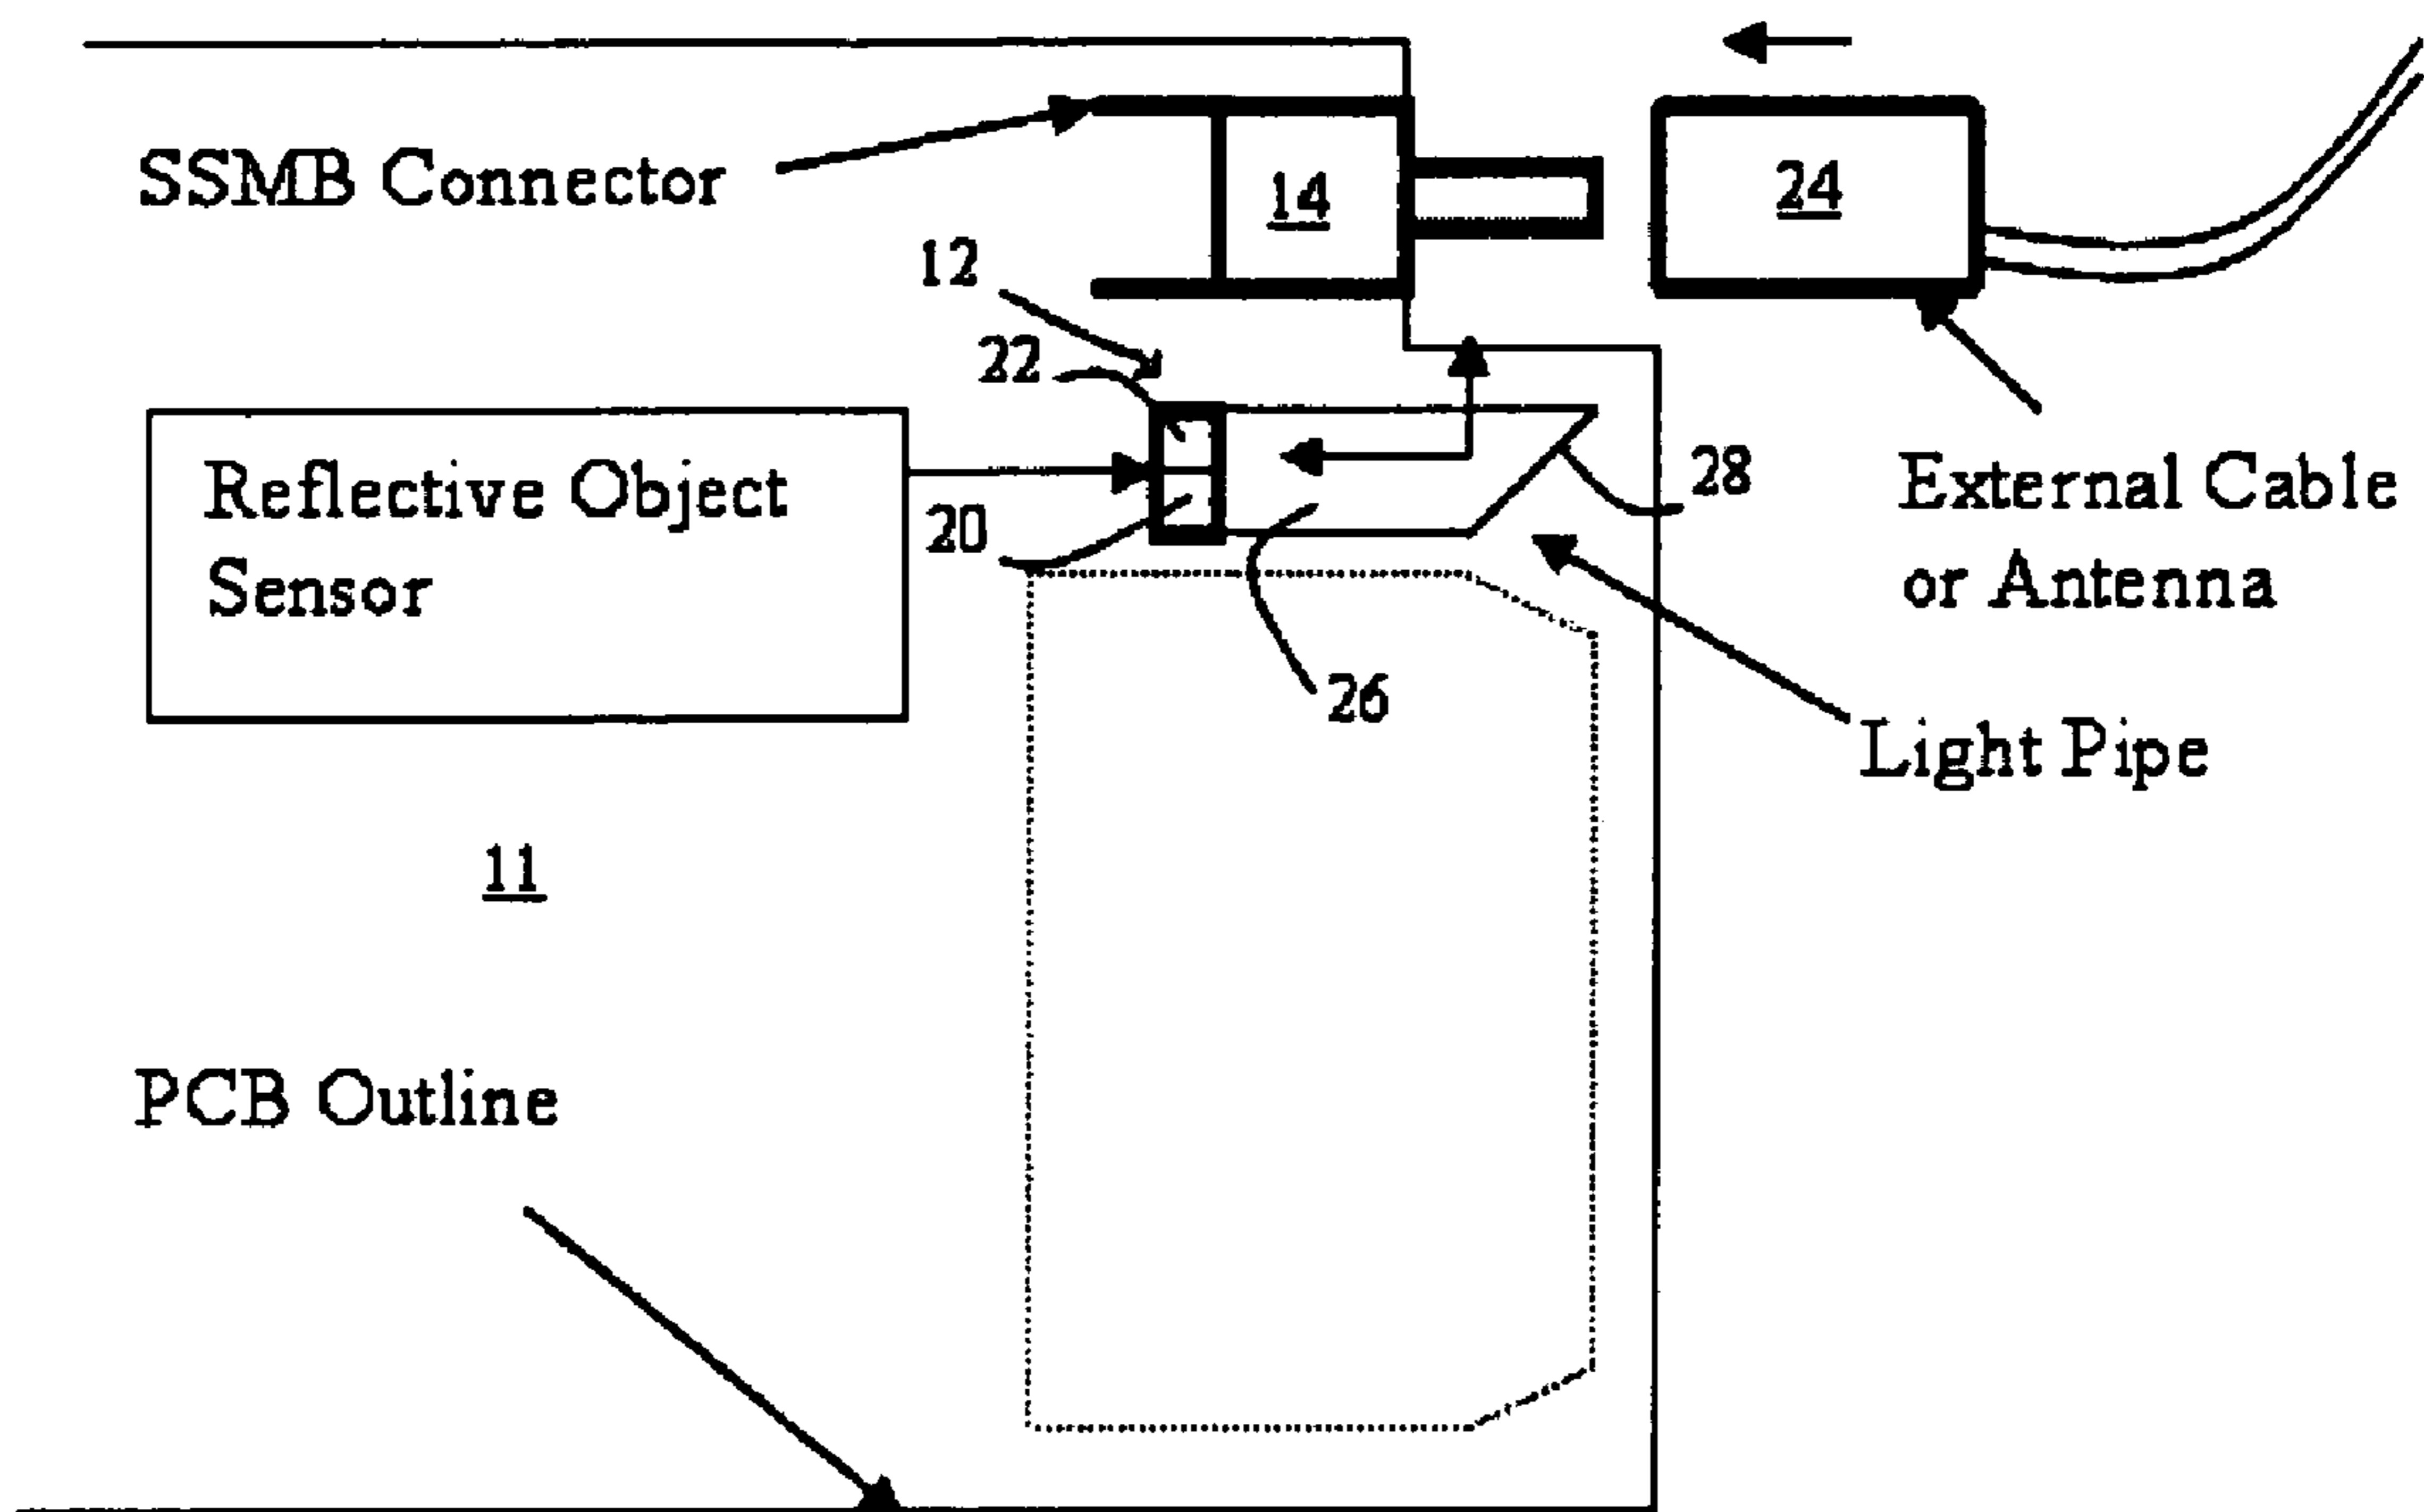 SSMB Connector
14
24
12
22
Reflective Object
Sensor
20
28
External Cable
or Antenna
26
Light Pipe
11
PCB Outline